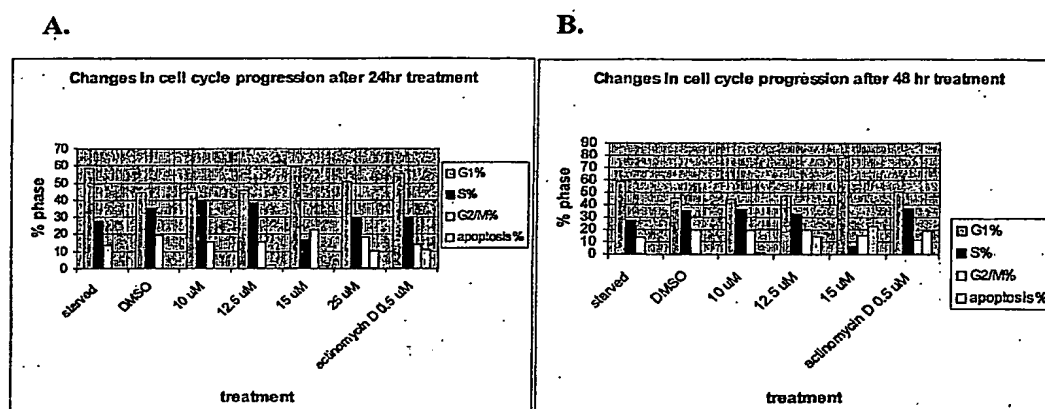 A.
Changes in cell cycle progression after 24hr treatment
% phase
70
60
50
40
30
20
10
0
starved
DMSO
10 uM
12.5 uM
15 uM
25 uM
actinomycin D 0.5 uM
treatment
G1%
S%
G2/M%
apoptosis%
B.
Changes in cell cycle progression after 48 hr treatment
% phase
90
80
70
60
50
40
30
20
10
0
starved
DMSO
10 uM
12.5 uM
15 uM
actinomycin D 0.5 uM
treatment
G1%
S%
G2/M%
apoptosis%